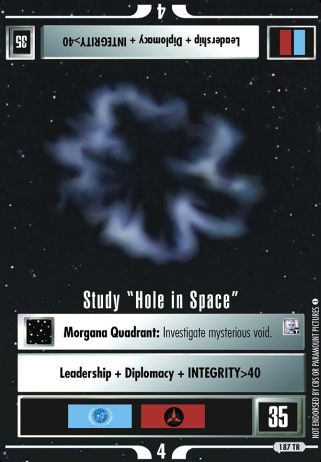 4
Leadership + Diplomacy + INTEGRITY>40
35
Study "Hole in Space"
Morgana Quadrant: Investigate mysterious void.
Leadership + Diplomacy + INTEGRITY>40
35
4
187 TR
NOT ENDORSED BY CBS OR PARAMOUNT PICTURES